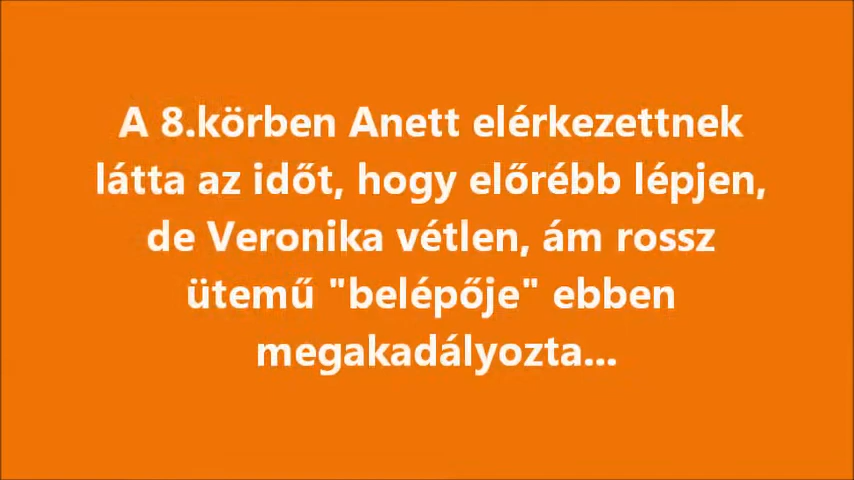 A 8.körben Anett elérkezettnek
látta az időt, hogy előrébb lépjen,
de Veronika vétlen, ám rossz
ütemű "belépője" ebben
megakadályozta...